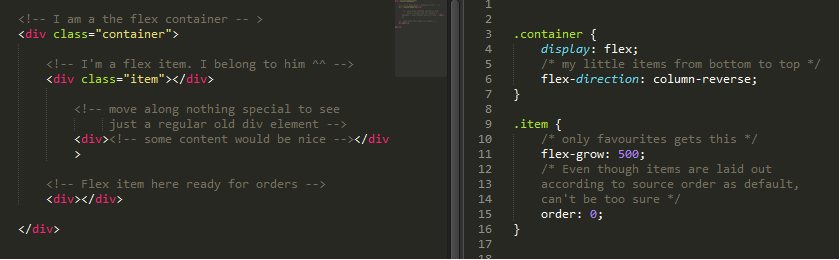 <!-- I am a the flex container -- >
<div class="container">
<!-- I'm a flex item. I belong to him ^^ -->
<div class="item"></div>
<!-- move along nothing special to see
just a regular old div element -->
<div><!-- some content would be nice --></div
>
<!-- Flex item here ready for orders -->
<div></div>
</div>
1
2
3 .container {
4 display: flex;
5 /* my little items from bottom to top */
6 flex-direction: column-reverse;
7 }
8
9 .item {
10 /* only favourites gets this */
11 flex-grow: 500;
12 /* Even though items are laid out
13 according to source order as default,
14 can't be too sure */
15 order: 0;
16 }
17
18